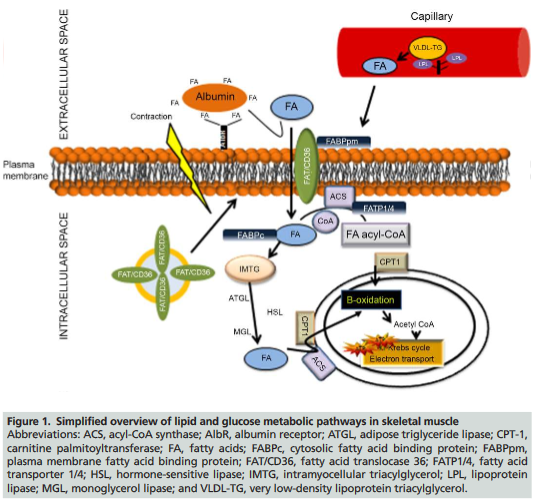 Capillary
VLDL-TG
LPL
LPL
FA
EXTRACELLULAR SPACE
FA
FA
FA
Albumin
FA
FA
FA
FA
Contraction
AlbR
FABPpm
Plasma
membrane
FAT/CD36
ACS
FATP1/4
CoA
FABPc
FA
FA acyl-CoA
INTRACELLULAR SPACE
FAT/CD36
FAT/CD36
FAT/CD36
FAT/CD36
IMTG
CPT1
ATGL
HSL
B-oxidation
MGL
CPT1
Acetyl CoA
FA
ACS
Krebs cycle
Electron transport
Figure 1. Simplified overview of lipid and glucose metabolic pathways in skeletal muscle
Abbreviations: ACS, acyl-CoA synthase; AlbR, albumin receptor; ATGL, adipose triglyceride lipase; CPT-1,
carnitine palmitoyltransferase; FA, fatty acids; FABPc, cytosolic fatty acid binding protein; FABPpm,
plasma membrane fatty acid binding protein; FAT/CD36, fatty translocase 36; FATP1/4, fatty acid
transporter 1/4; HSL, hormone-sensitive lipase; IMTG, intramyocellular triacylglycerol; LPL, lipoprotein
lipase; MGL, monoglycerol lipase; and VLDL-TG, very low-density lipoprotein triacylglycerol.